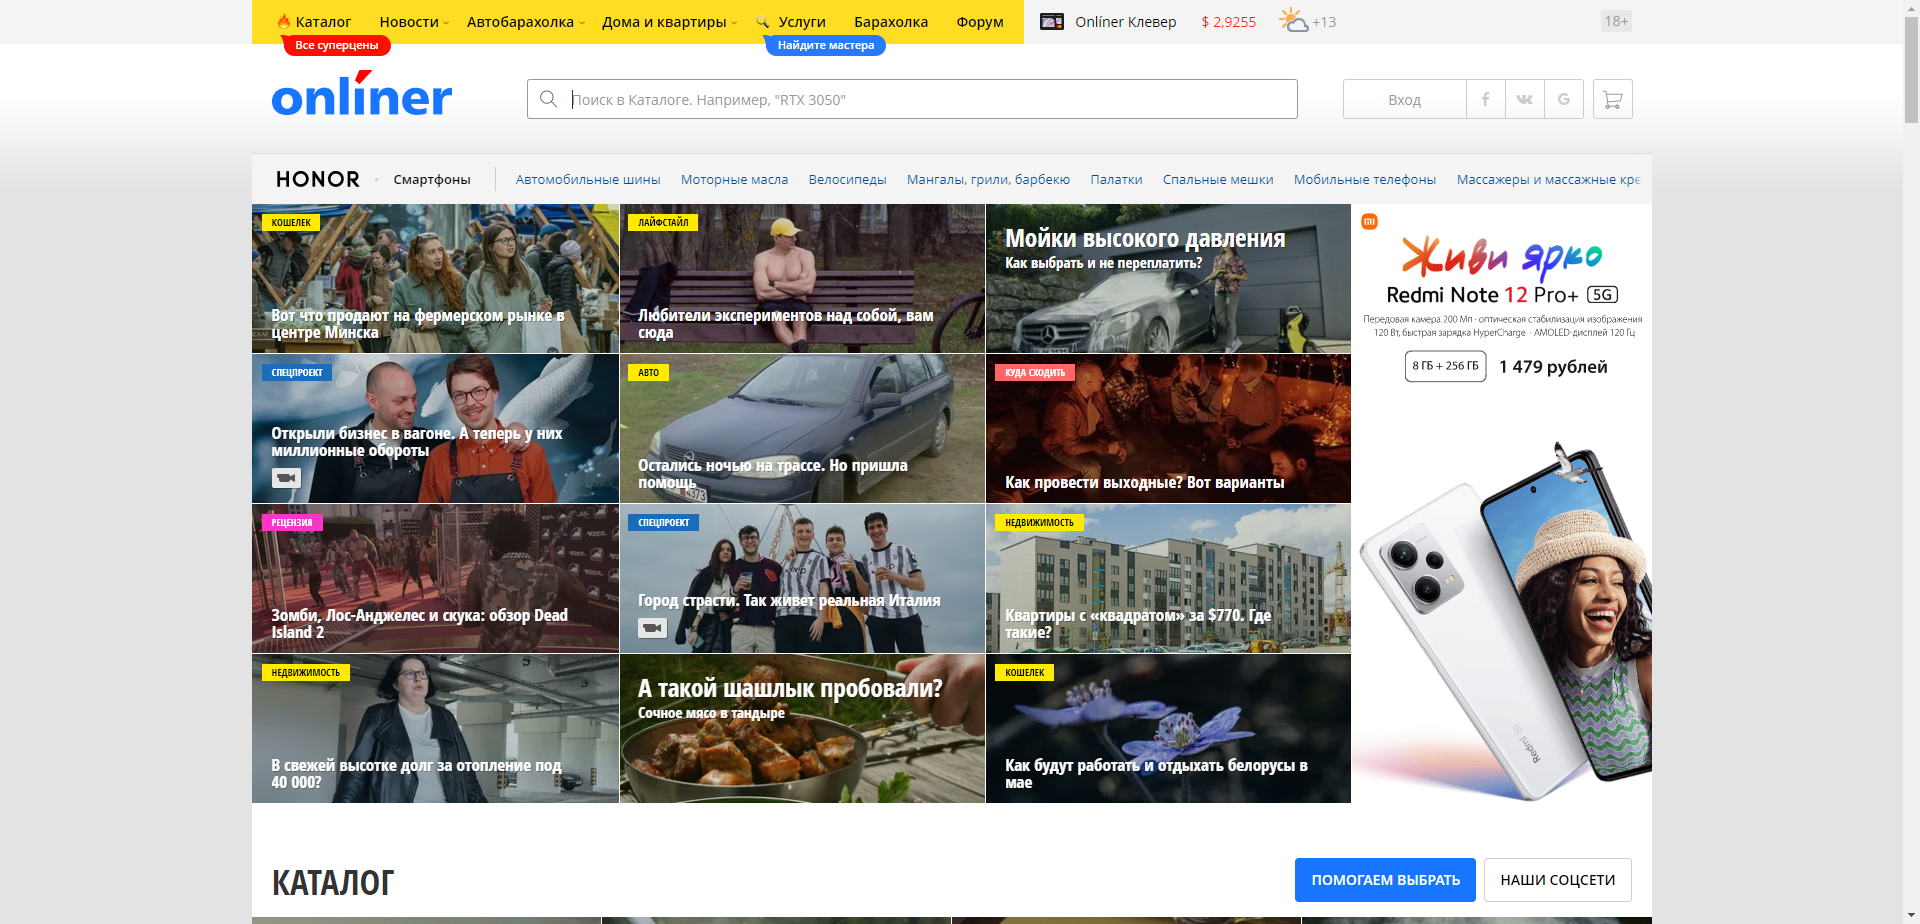 Каталог
Новости
Автобарахолка
Дома и квартиры
Услуги
Барахолка
Форум
Onlíner Клевер
$ 2,9255
+13
18+
Все суперцены
Найдите мастера
onlíner
Поиск в Каталоге. Например, "RTX 3050"
Вход
HONOR
Смартфоны
Автомобильные шины
Моторные масла
Велосипеды
Мангалы, грили, барбекю
Палатки
Спальные мешки
Мобильные телефоны
Массажеры и массажные кре
КОШЕЛЕК
Вот что продают на фермерском рынке в
центре Минска
ЛАЙФСТАЙЛ
Любители экспериментов над собой, вам
сюда
Мойки высокого давления
Как выбрать и не переплатить?
Живи ярко
Redmi Note 12 Pro+ 5G
Передовая камера 200 Мп · оптическая стабилизация изображения
120 Вт, быстрая зарядка HyperCharge · AMOLED-дисплей 120 Гц
8 ГБ + 256 ГБ
1 479 рублей
Redmi
СПЕЦПРОЕКТ
Открыли бизнес в вагоне. А теперь у них
миллионные обороты
АВТО
Остались ночью на трассе. Но пришла
помощь
КУДА СХОДИТЬ
Как провести выходные? Вот варианты
РЕЦЕНЗИЯ
Зомби, Лос-Анджелес и скука: обзор Dead
Island 2
СПЕЦПРОЕКТ
Город страсти. Так живет реальная Италия
НЕДВИЖИМОСТЬ
Квартиры с «квадратом» за $770. Где
такие?
НЕДВИЖИМОСТЬ
В свежей высотке долг за отопление под
40 000?
А такой шашлык пробовали?
Сочное мясо в тандыре
КОШЕЛЕК
Как будут работать и отдыхать белорусы в
мае
КАТАЛОГ
ПОМОГАЕМ ВЫБРАТЬ
НАШИ СОЦСЕТИ